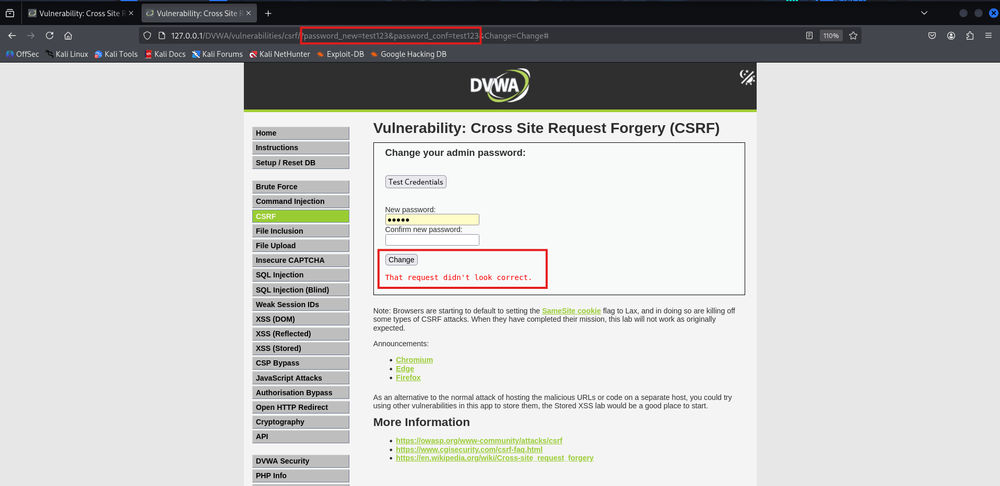 Vulnerability: Cross Site R
Vulnerability: Cross Site R
127.0.0.1/DVWA/vulnerabilities/csrf/?password_new=test123&password_conf=test123&Change=Change#
110%
OffSec
Kali Linux
Kali Tools
Kali Docs
Kali Forums
Kali NetHunter
Exploit-DB
Google Hacking DB
DVWA
Home
Instructions
Setup / Reset DB
Brute Force
Command Injection
CSRF
File Inclusion
File Upload
Insecure CAPTCHA
SQL Injection
SQL Injection (Blind)
Weak Session IDs
XSS (DOM)
XSS (Reflected)
XSS (Stored)
CSP Bypass
JavaScript Attacks
Authorisation Bypass
Open HTTP Redirect
Cryptography
API
DVWA Security
PHP Info
Vulnerability: Cross Site Request Forgery (CSRF)
Change your admin password:
Test Credentials
New password:
●●●●●
Confirm new password:
Change
That request didn't look correct.
Note: Browsers are starting to default to setting the SameSite cookie flag to Lax, and in doing so are killing off
some types of CSRF attacks. When they have completed their mission, this lab will not work as originally
expected.
Announcements:
• Chromium
• Edge
• Firefox
As an alternative to the normal attack of hosting the malicious URLs or code on a separate host, you could try
using other vulnerabilities in this app to store them, the Stored XSS lab would be a good place to start.
More Information
• https://owasp.org/www-community/attacks/csrf
• https://www.cgisecurity.com/csrf-faq.html
• https://en.wikipedia.org/wiki/Cross-site_request_forgery